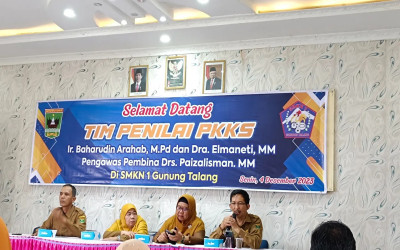 Selamat Datang
TIM PENILAI PKKS
Ir. Baharudin Arahab, M.Pd dan Dra. Elmaneti, MM
Pengawas Pembina Drs. Paizalisman. MM
Di SMKN 1 Gunung Talang
Senin, 4 Desember 2023